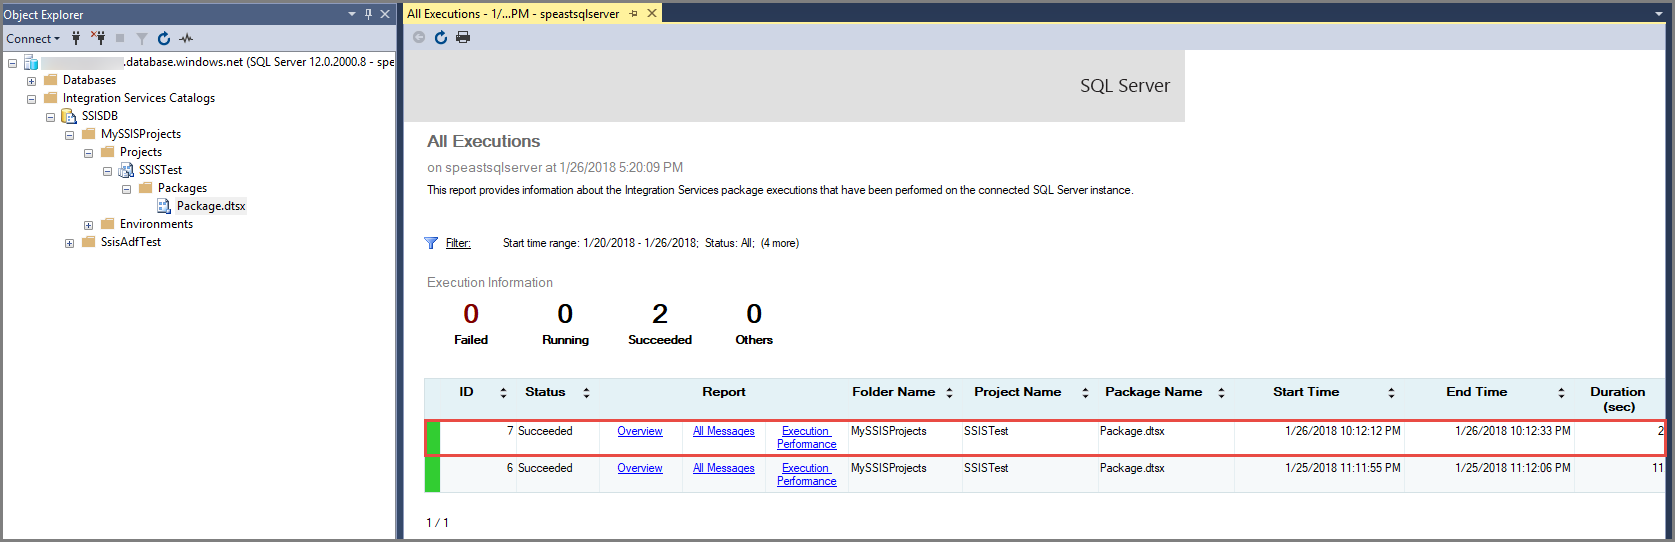 Object Explorer
Connect
.database.windows.net (SQL Server 12.0.2000.8 - spe
Databases
Integration Services Catalogs
SSISDB
MySSISProjects
Projects
SSISTest
Packages
Package.dtsx
Environments
SsisAdfTest
All Executions - 1/...PM - speastsqlserver
SQL Server
All Executions
on speastsqlserver at 1/26/2018 5:20:09 PM
This report provides information about the Integration Services package executions that have been performed on the connected SQL Server instance.
Filter: Start time range: 1/20/2018 - 1/26/2018; Status: All; (4 more)
Execution Information
0 0 2 0
Failed Running Succeeded Others
ID Status Report Folder Name Project Name Package Name Start Time End Time Duration
(sec)
7 Succeeded Overview All Messages Execution MySSISProjects SSISTest Package.dtsx 1/26/2018 10:12:12 PM 1/26/2018 10:12:33 PM 2
Performance
6 Succeeded Overview All Messages Execution MySSISProjects SSISTest Package.dtsx 1/25/2018 11:11:55 PM 1/25/2018 11:12:06 PM 11
Performance
1 / 1